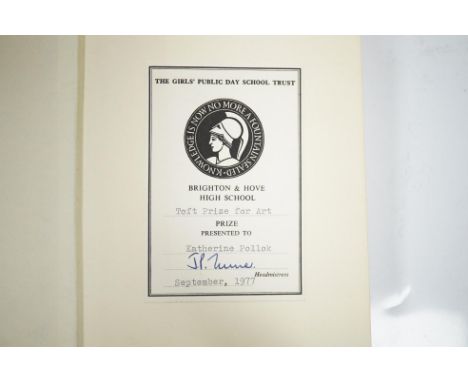 THE GIRLS' PUBLIC DAY SCHOOL TRUST
KNOWLEDGE IS NOW NO MORE A FOUNTAIN SEALED
BRIGHTON & HOVE
HIGH SCHOOL
Toft Prize for Art
PRIZE
PRESENTED TO
Katherine Pollok
Headmistress
September, 1977